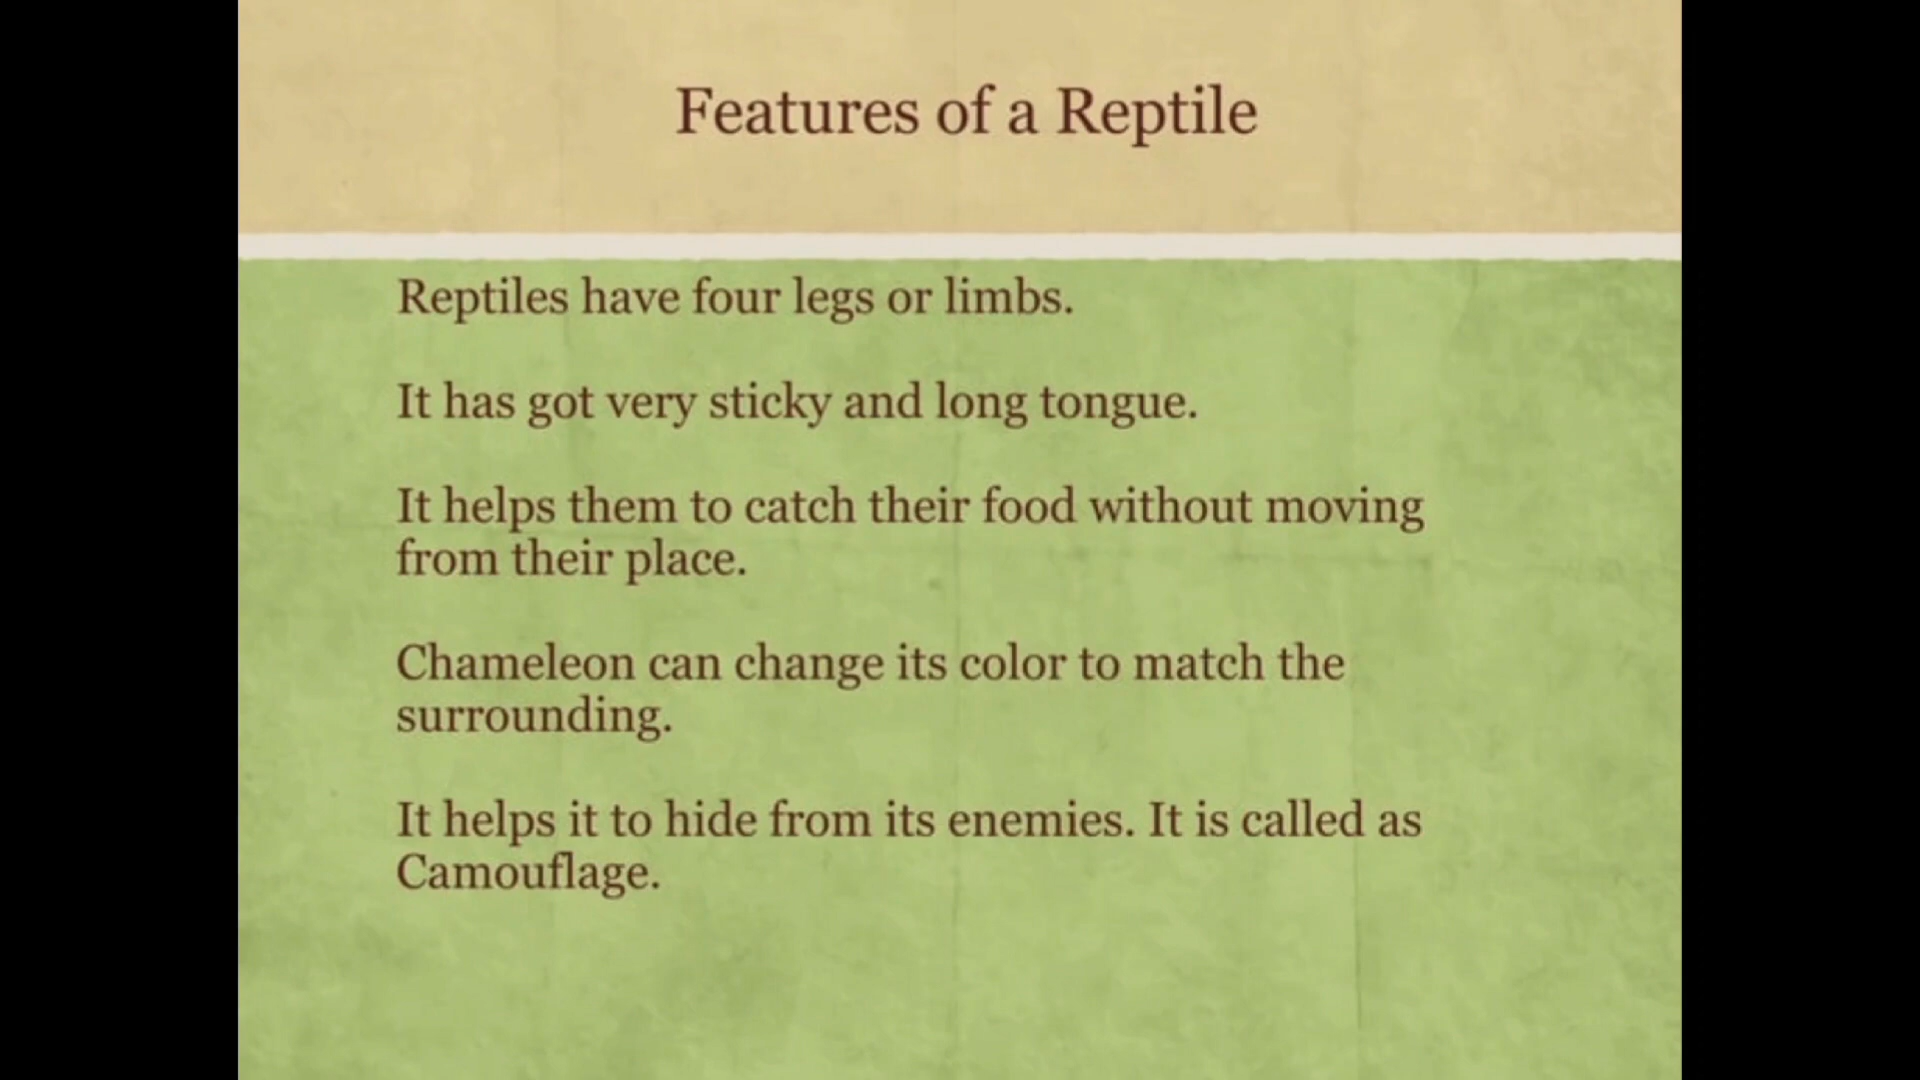 Features of a Reptile
Reptiles have four legs or limbs.
It has got very sticky and long tongue.
It helps them to catch their food without moving
from their place.
Chameleon can change its color to match the
surrounding.
It helps it to hide from its enemies. It is called as
Camouflage.